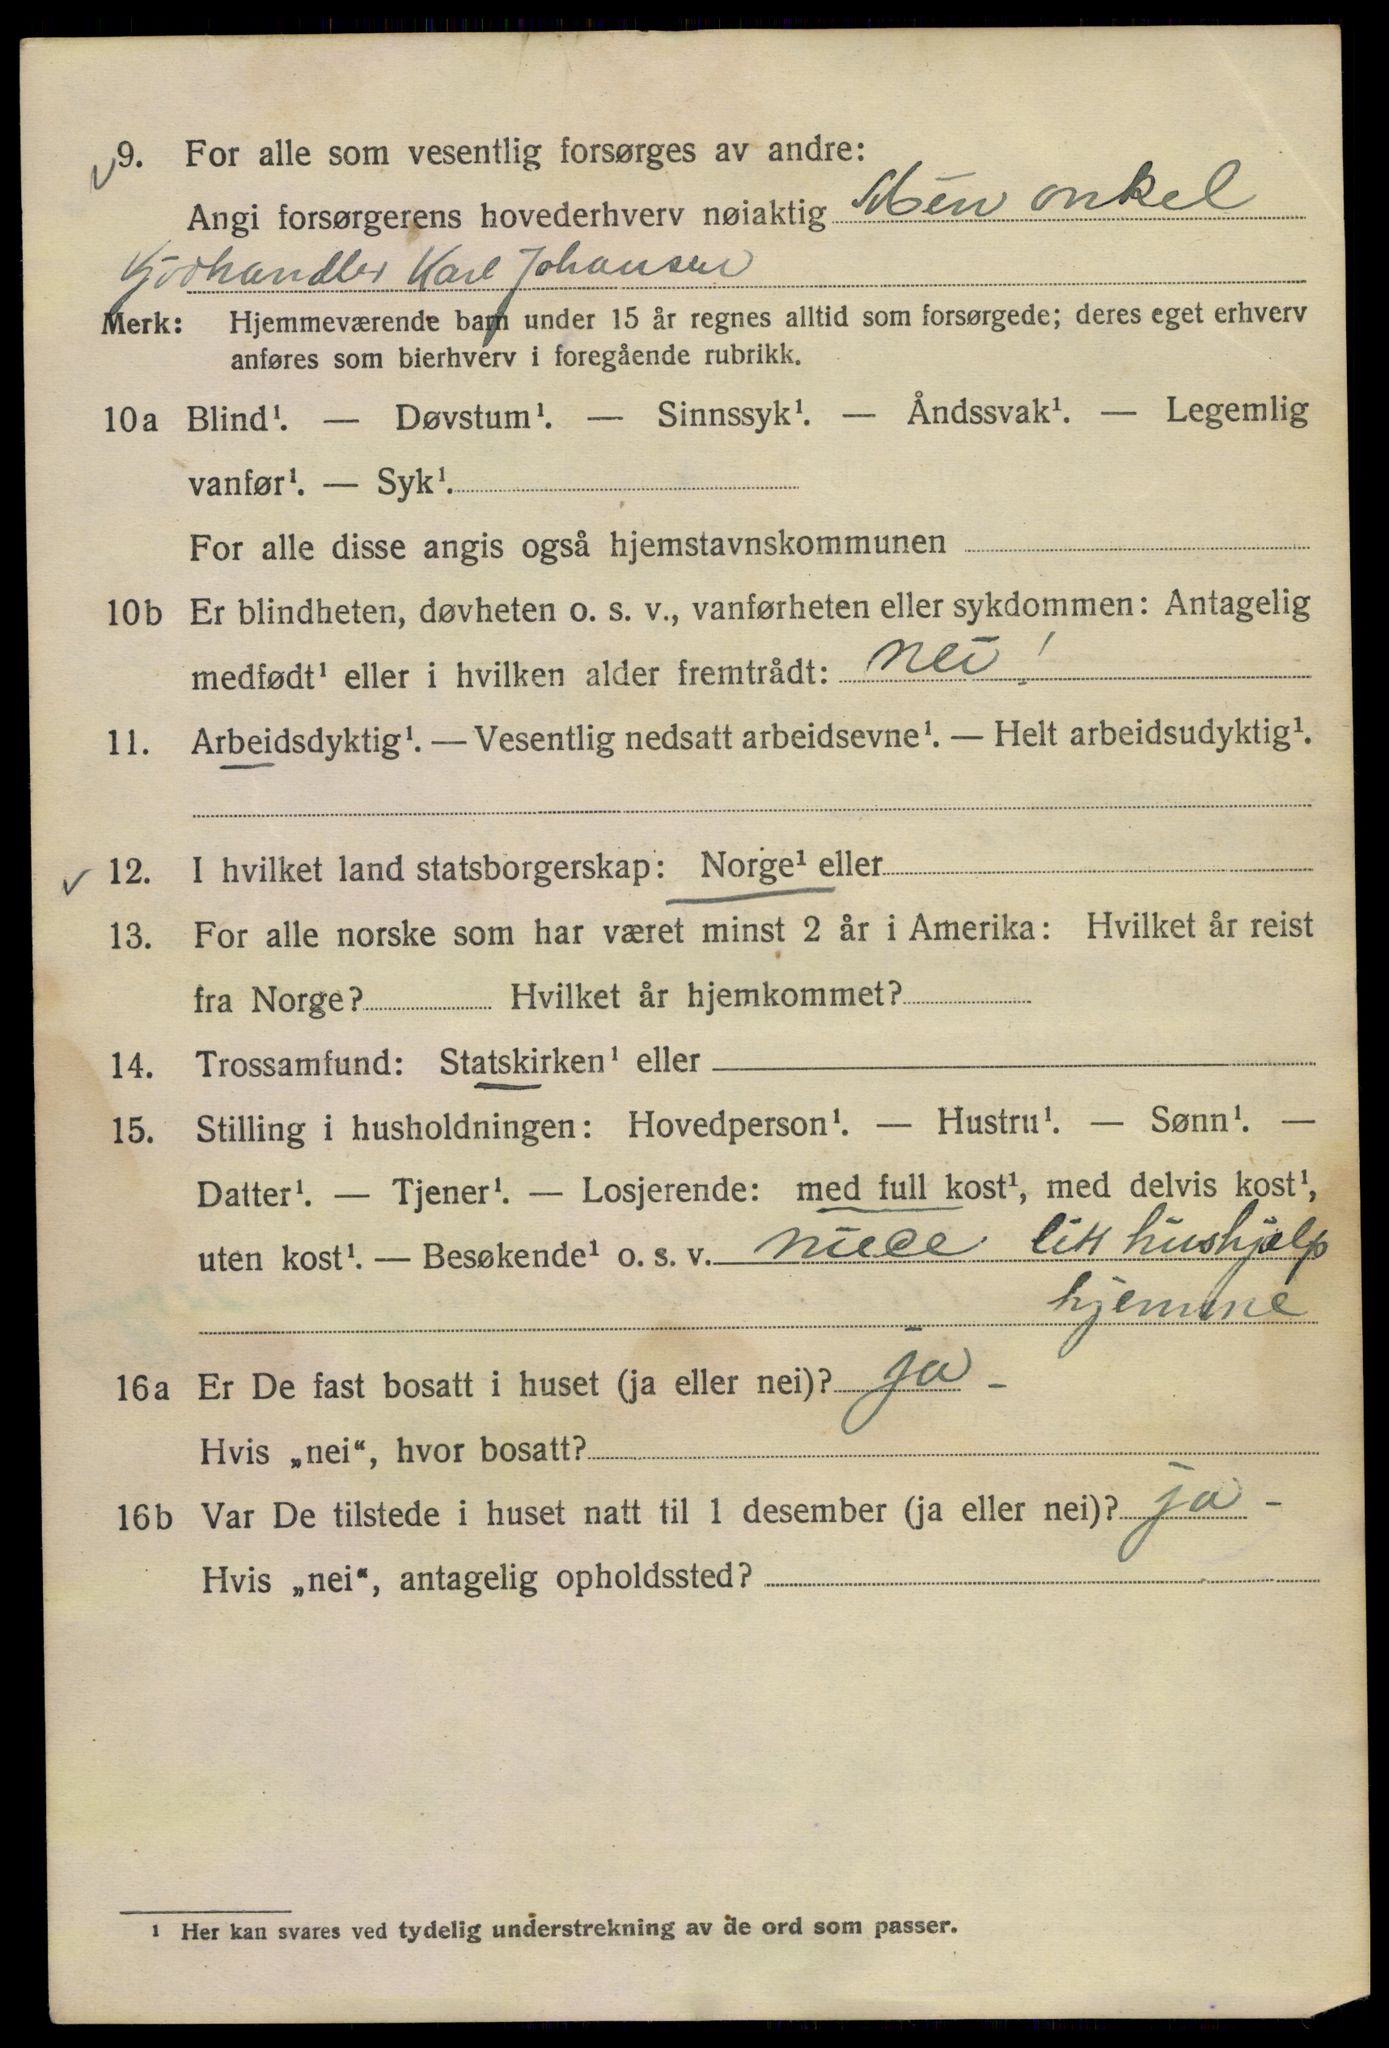 9. For alle som vesentlig forsørges av andre:
Angi forsørgerens hovederhverv nøiaktig Min onkel
Kjødhandler Karl Johansen
Merk: Hjemmeværende barn under 15 år regnes alltid som forsørgede; deres eget erhverv
anføres som bierhverv i foregående rubrikk.
10a Blind¹. — Døvstum¹. — Sinnssyk¹. — Åndssvak¹. — Legemlig
vanfør¹. — Syk¹.
For alle disse angis også hjemstavnskommunen
10b Er blindheten, døvheten o. s. v., vanførheten eller sykdommen: Antagelig
medfødt¹ eller i hvilken alder fremtrådt: nei!
11. Arbeidsdyktig¹. — Vesentlig nedsatt arbeidsevne¹. — Helt arbeidsudyktig¹.
12. I hvilket land statsborgerskap: Norge¹ eller
13. For alle norske som har været minst 2 år i Amerika: Hvilket år reist
fra Norge? Hvilket år hjemkommet?
14. Trossamfund: Statskirken¹ eller
15. Stilling i husholdningen: Hovedperson¹. — Hustru¹. — Sønn¹. —
Datter¹. — Tjener¹. — Losjerende: med full kost¹, med delvis kost¹,
uten kost¹. — Besøkende¹ o. s. v. niece litt hushjelp
hjemme
16a Er De fast bosatt i huset (ja eller nei)? ja -
Hvis „nei“, hvor bosatt?
16b Var De tilstede i huset natt til 1 desember (ja eller nei)? ja -
Hvis „nei“, antagelig opholdssted?
¹ Her kan svares ved tydelig understrekning av de ord som passer.